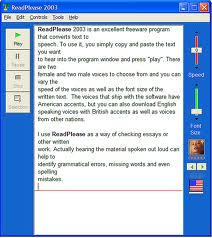 ReadPlease 2003
Edit Formats Controls Tools Help
Play
ReadPlease 2003 is an excellent freeware program
that converts text to
speech. To use it, you simply copy and paste the text
you want
to hear into the program window and press "play". There
are two
female and two male voices to choose from and you can
vary the
speed of the voices as well as the font size of the
written text. The voices that ship with the software have
American accents, but you can also download English
speaking voices with British accents as well as voices
from other nations.
I use ReadPlease as a way of checking essays or
other written
work. Actually hearing the material spoken out loud can
help to
identify grammatical errors, missing words and even
spelling
mistakes.
Speed
Font
Size